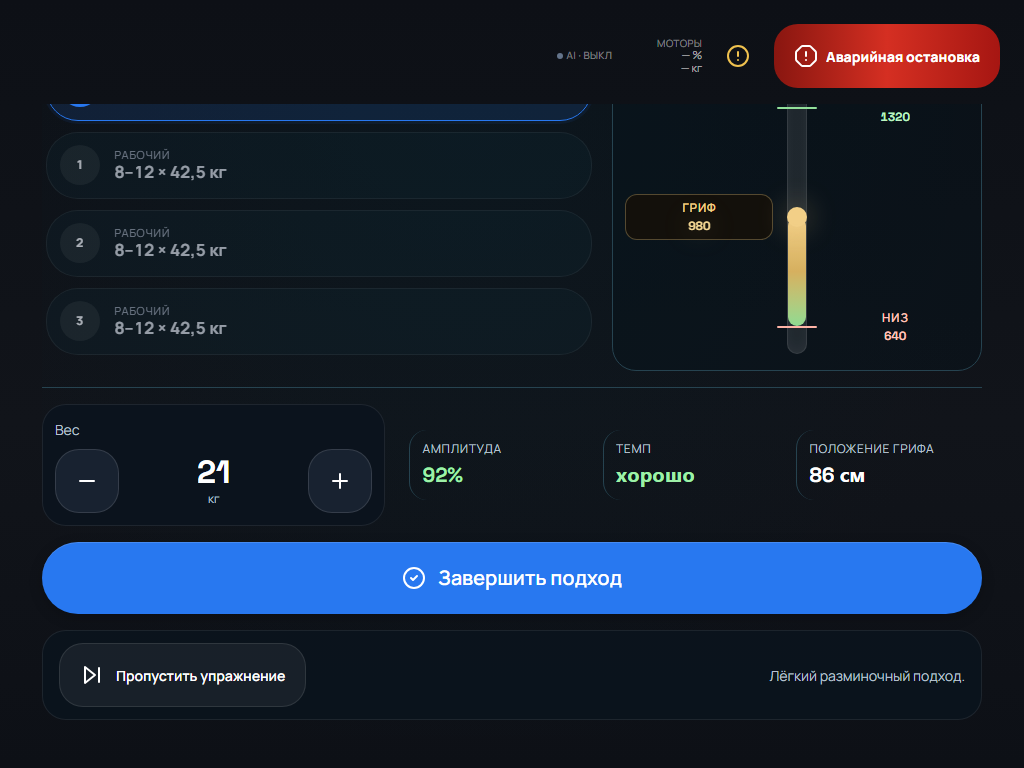 AI · ВЫКЛ
МОТОРЫ
— %
— кг
Аварийная остановка
1
РАБОЧИЙ
8–12 × 42,5 кг
2
РАБОЧИЙ
8–12 × 42,5 кг
3
РАБОЧИЙ
8–12 × 42,5 кг
1320
ГРИФ
980
НИЗ
640
Вес
21
кг
АМПЛИТУДА
92%
ТЕМП
хорошо
ПОЛОЖЕНИЕ ГРИФА
86 см
Завершить подход
Пропустить упражнение
Лёгкий разминочный подход.